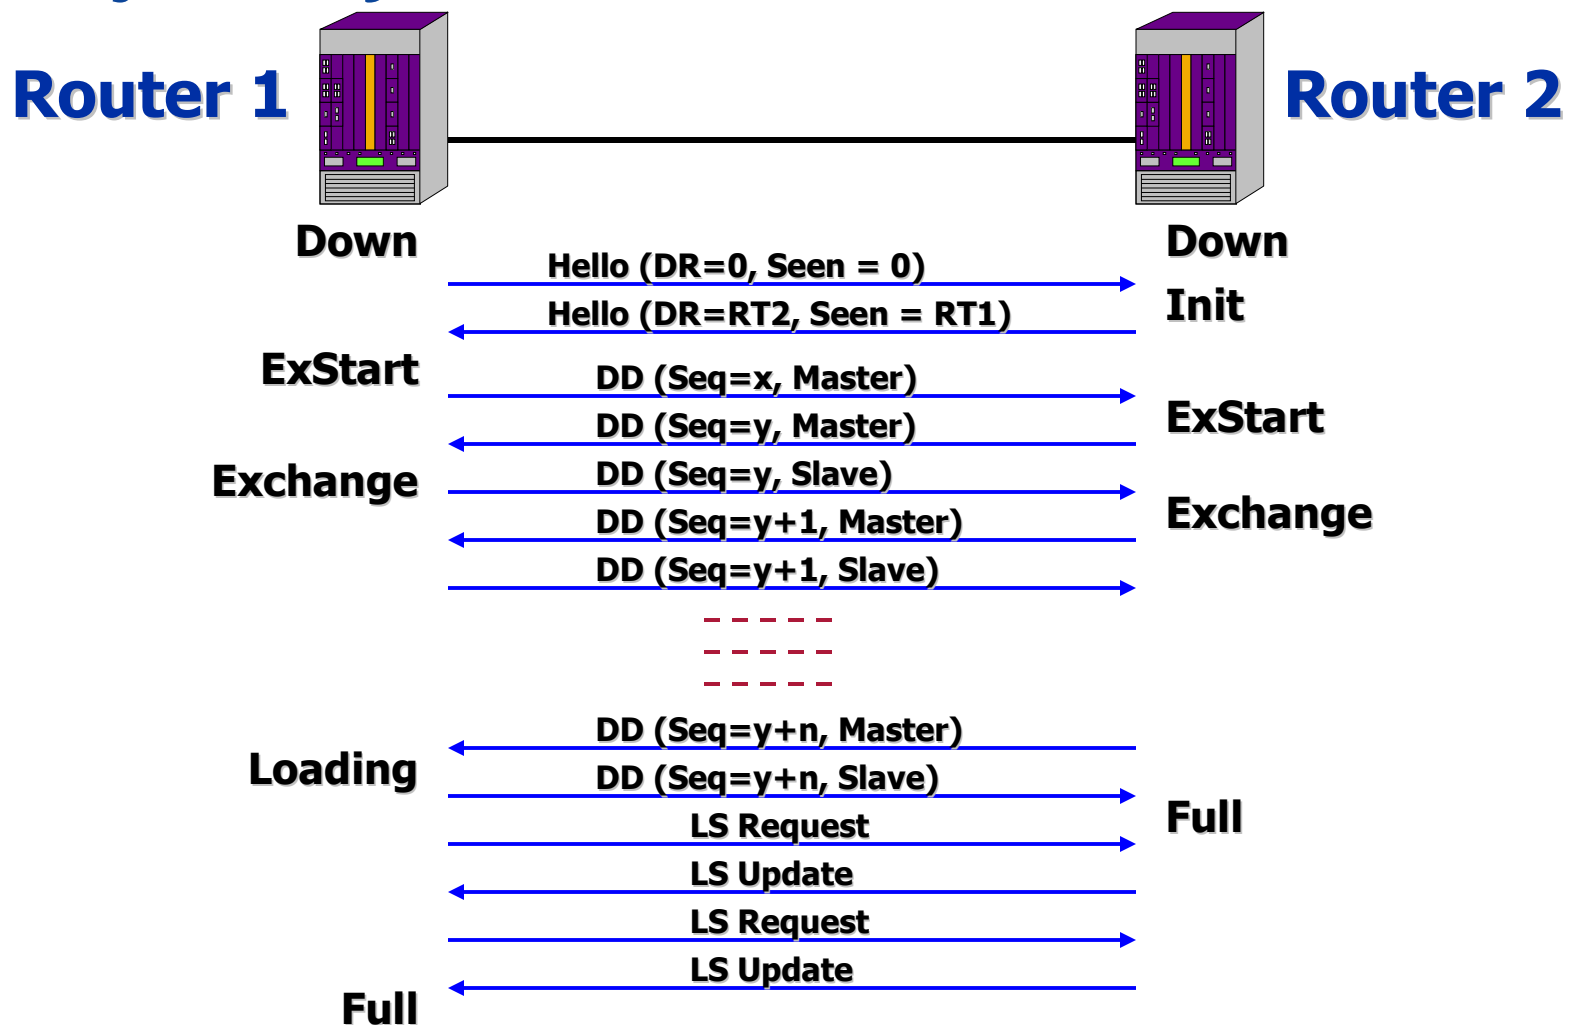 Router 1
Router 2
Down
Down
Hello (DR=0, Seen = 0)
Init
Hello (DR=RT2, Seen = RT1)
ExStart
DD (Seq=x, Master)
ExStart
DD (Seq=y, Master)
Exchange
DD (Seq=y, Slave)
Exchange
DD (Seq=y+1, Master)
DD (Seq=y+1, Slave)
DD (Seq=y+n, Master)
Loading
DD (Seq=y+n, Slave)
Full
LS Request
LS Update
LS Request
LS Update
Full